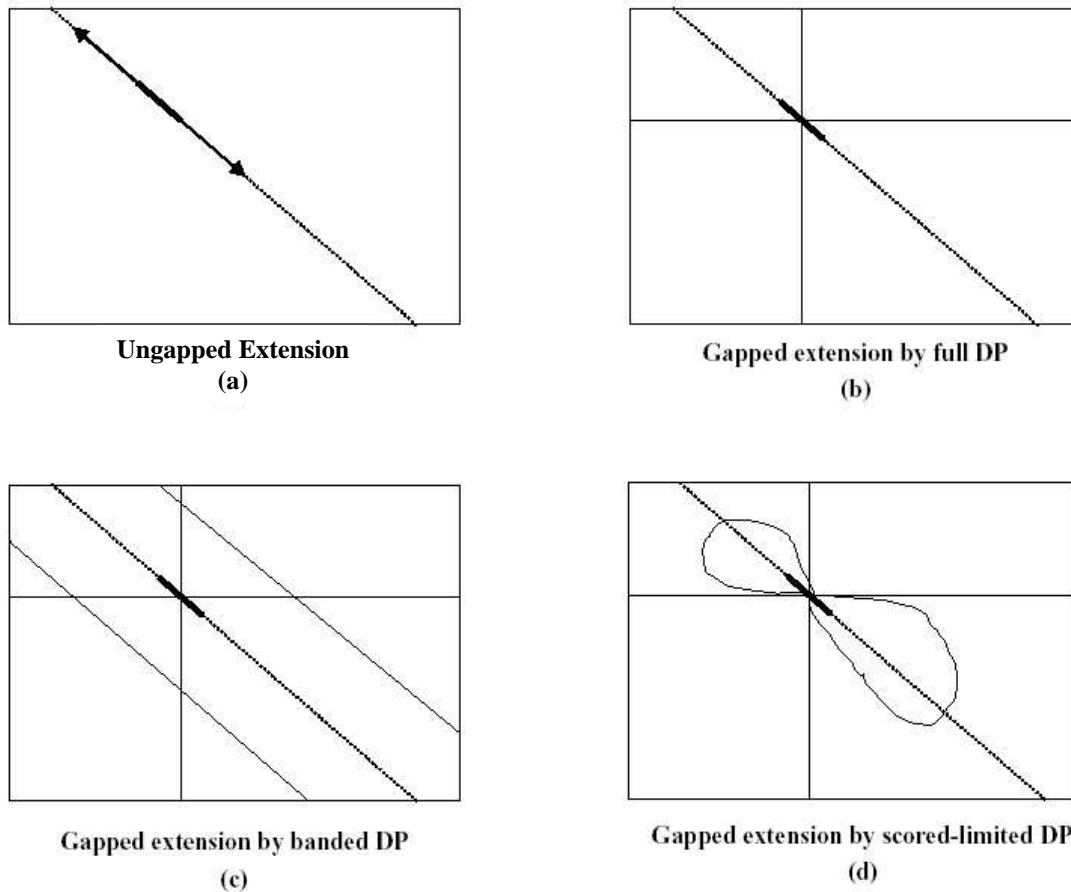 Ungapped Extension
(a)
Gapped extension by full DP
(b)
Gapped extension by banded DP
(c)
Gapped extension by scored-limited DP
(d)